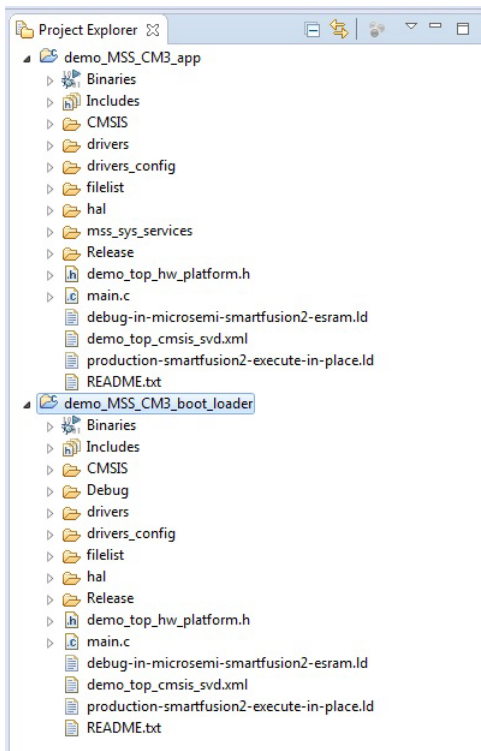 Project Explorer
demo_MSS_CM3_app
Binaries
Includes
CMSIS
drivers
drivers_config
filelist
hal
mss_sys_services
Release
demo_top_hw_platform.h
main.c
debug-in-microsemi-smartfusion2-esram.ld
demo_top_cmsis_svd.xml
production-smartfusion2-execute-in-place.ld
README.txt
demo_MSS_CM3_boot_loader
Binaries
Includes
CMSIS
Debug
drivers
drivers_config
filelist
hal
Release
demo_top_hw_platform.h
main.c
debug-in-microsemi-smartfusion2-esram.ld
demo_top_cmsis_svd.xml
production-smartfusion2-execute-in-place.ld
README.txt